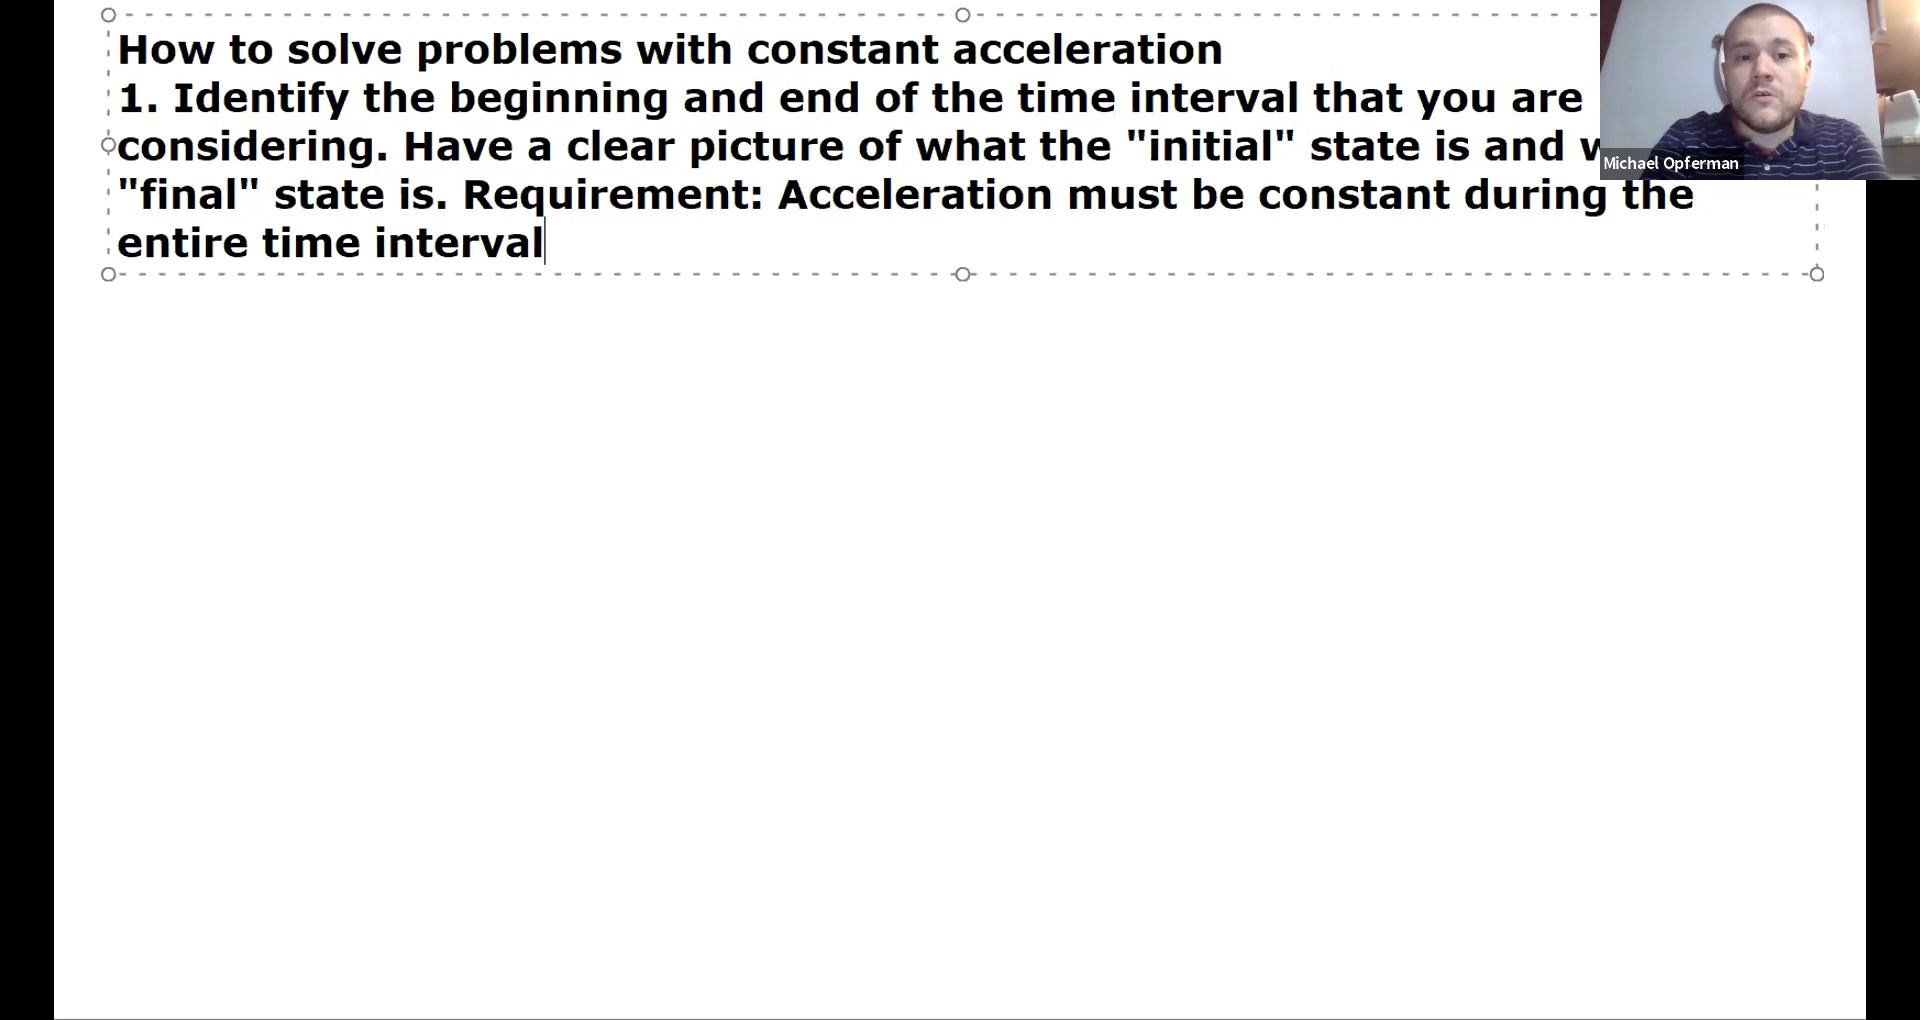 How to solve problems with constant acceleration
1. Identify the beginning and end of the time interval that you are
considering. Have a clear picture of what the "initial" state is and
"final" state is. Requirement: Acceleration must be constant during the
entire time interval
Michael Opferman